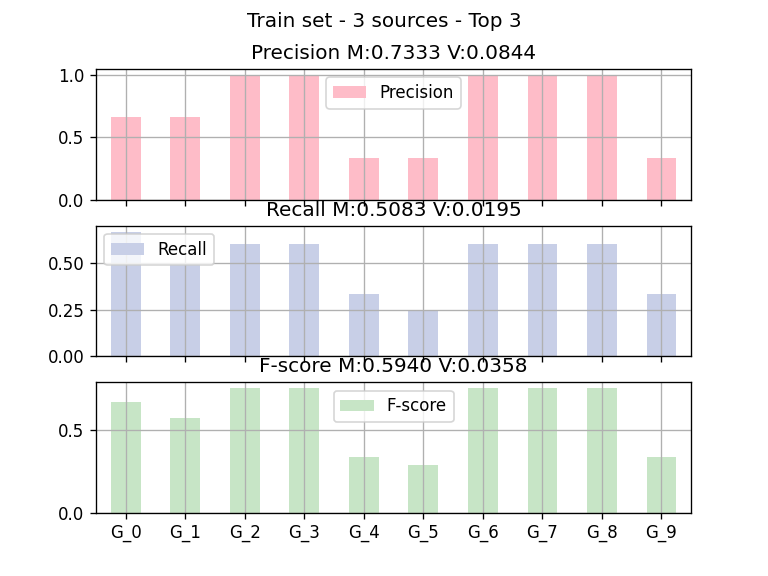 Train set - 3 sources - Top 3
Precision M:0.7333 V:0.0844
1.0
0.5
0.0
Precision
Recall M:0.5083 V:0.0195
0.50
0.25
0.00
Recall
F-score M:0.5940 V:0.0358
0.5
0.0
F-score
G_0 G_1 G_2 G_3 G_4 G_5 G_6 G_7 G_8 G_9